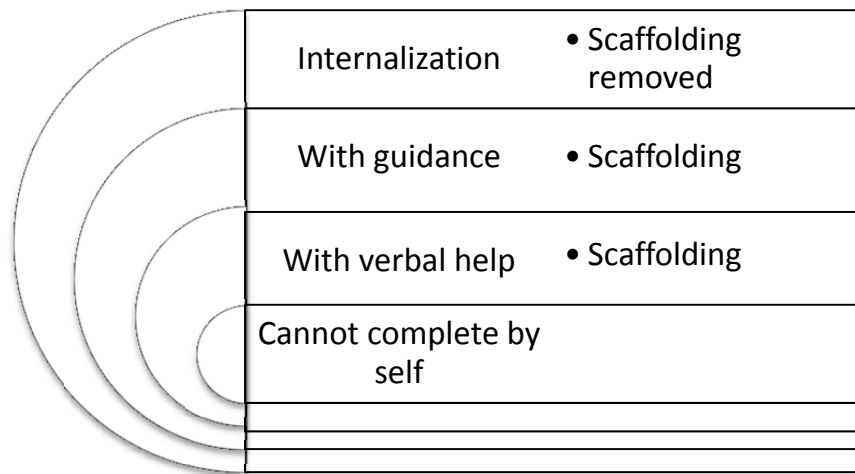 Internalization
• Scaffolding
removed
With guidance
• Scaffolding
With verbal help
• Scaffolding
Cannot complete by
self